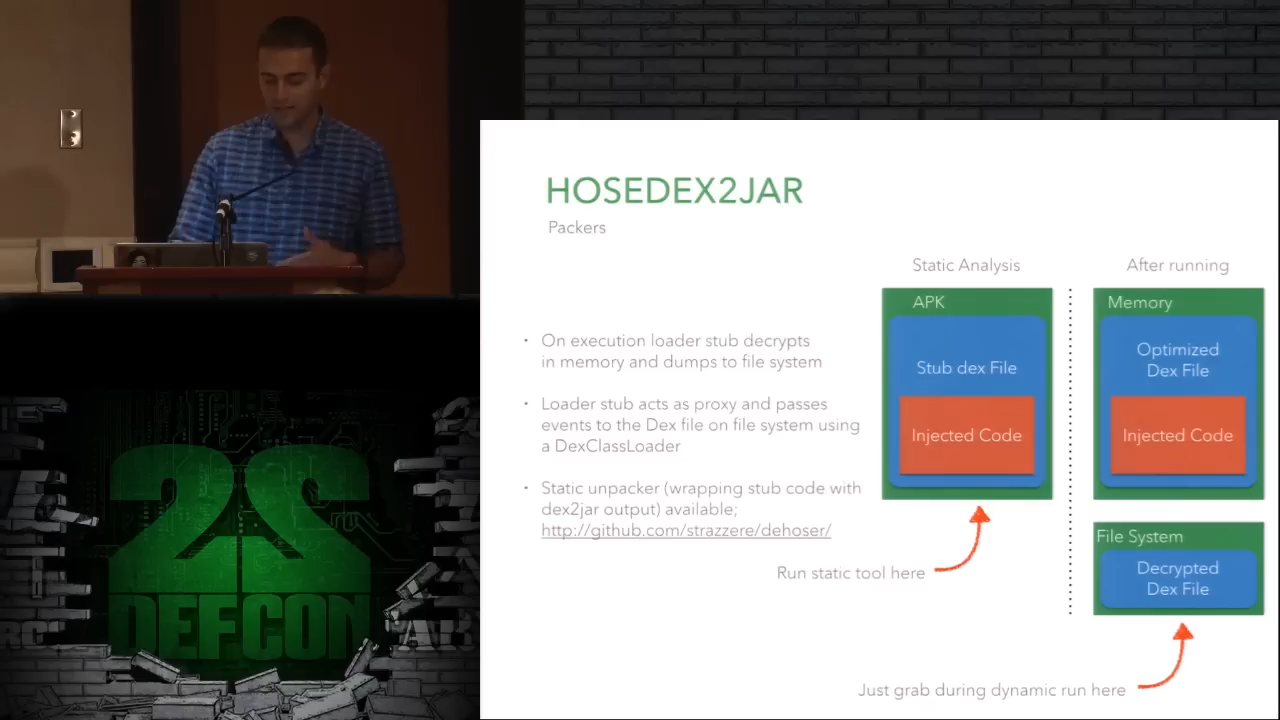 HOSEDEX2JAR
Packers
Static Analysis
After running
APK
Memory
Stub dex File
Optimized
Dex File
Injected Code
Injected Code
On execution loader stub decrypts
in memory and dumps to file system
Loader stub acts as proxy and passes
events to the Dex file on file system using
a DexClassLoader
Static unpacker (wrapping stub code with
dex2jar output) available;
http://github.com/strazzere/dehoser/
File System
Decrypted
Dex File
Run static tool here
Just grab during dynamic run here
22
DEFCON